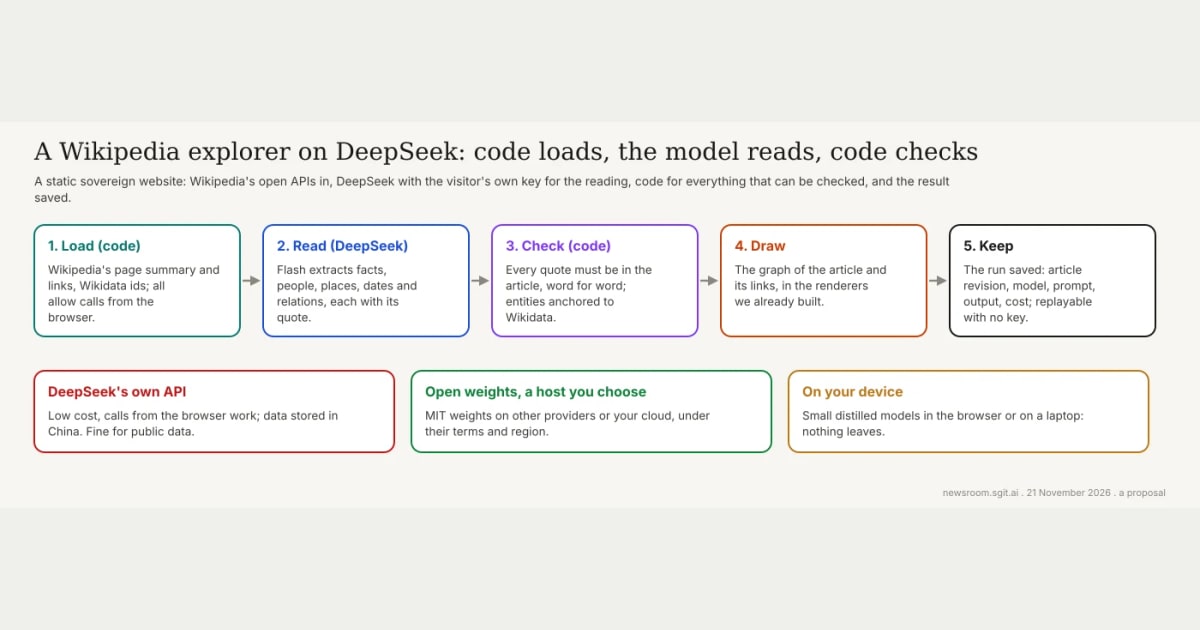 A Wikipedia explorer on DeepSeek: code loads, the model reads, code checks
A static sovereign website: Wikipedia's open APIs in, DeepSeek with the visitor's own key for the reading, code for everything that can be checked, and the result
saved.
1. Load (code)
Wikipedia's page summary and
links, Wikidata ids; all
allow calls from the
browser.
2. Read (DeepSeek)
Flash extracts facts,
people, places, dates and
relations, each with its
quote.
3. Check (code)
Every quote must be in the
article, word for word;
entities anchored to
Wikidata.
4. Draw
The graph of the article and
its links, in the renderers
we already built.
5. Keep
The run saved: article
revision, model, prompt,
output, cost; replayable
with no key.
DeepSeek's own API
Low cost, calls from the browser work; data stored in
China. Fine for public data.
Open weights, a host you choose
MIT weights on other providers or your cloud, under
their terms and region.
On your device
Small distilled models in the browser or on a laptop:
nothing leaves.
newsroom.sgit.ai . 21 November 2026 . a proposal